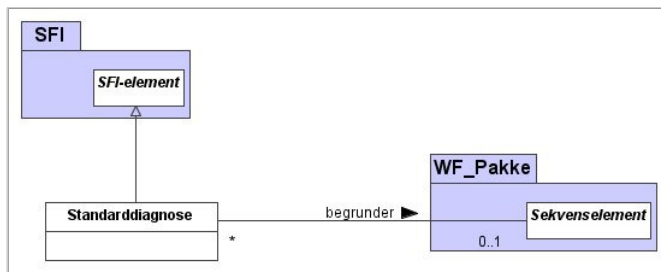 SFI
SFI-element
WF_Pakke
Standarddiagnose
begrunder
Sekvenselement
*
0..1